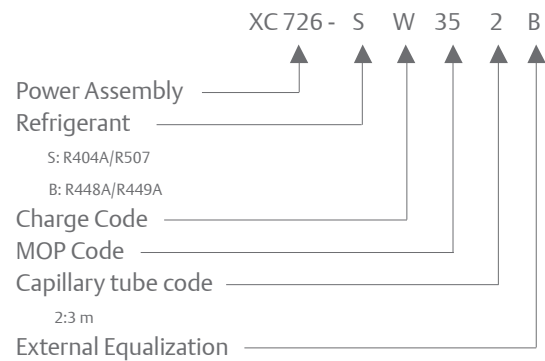 XC 726 - S W 35 2 B
Power Assembly
Refrigerant
S: R404A/R507
B: R448A/R449A
Charge Code
MOP Code
Capillary tube code
2:3 m
External Equalization